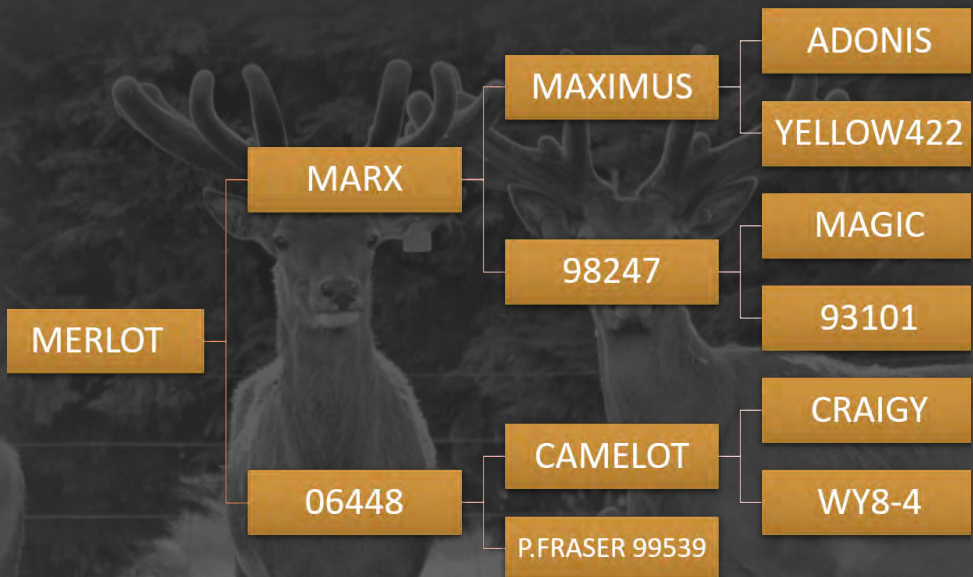 ADONIS
MAXIMUS
YELLOW422
MARX
MAGIC
98247
93101
MERLOT
CRAIGY
CAMELOT
06448
WY8-4
P.FRASER 99539